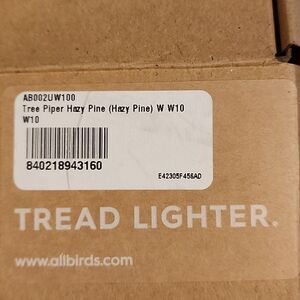 AB002UW100
Tree Piper Hazy Pine (Hazy Pine) W W10
W10
840218943160
E42305F456AD
TREAD LIGHTER.
www.allbirds.com